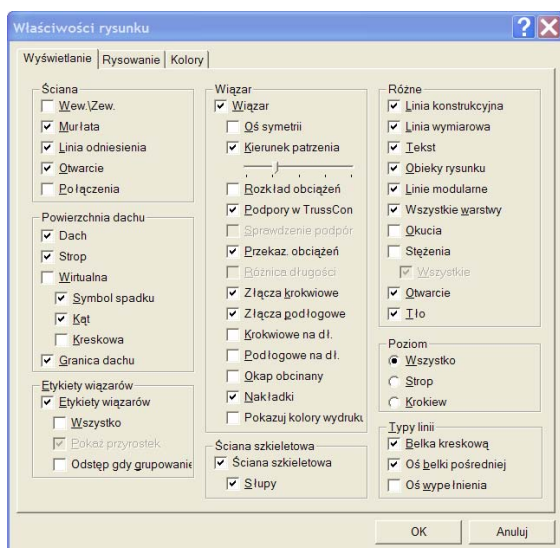 Właściwości rysunku
Wyświetlanie
Rysowanie
Kolory
Ściana
Wew.\Zew.
Murłata
Linia odniesienia
Otwarcie
Połączenia
Powierzchnia dachu
Dach
Strop
Wirtualna
Symbol spadku
Kąt
Kreskowa
Granica dachu
Etykiety wiązarów
Etykiety wiązarów
Wszystko
Pokaż przyrostek
Odstęp gdy grupowanie
Wiązar
Wiązar
Oś symetrii
Kierunek patrzenia
Rozkład obciążeń
Podpory w TrussCon
Sprawdzenie podpór
Przekaz. obciążeń
Różnica długości
Złącza krokwiowe
Złącza podłogowe
Krokwiowe na dł.
Podłogowe na dł.
Okap obcinany
Nakładki
Pokazuj kolory wydruku
Ściana szkieletowa
Ściana szkieletowa
Słupy
Różne
Linia konstrukcyjna
Linia wymiarowa
Tekst
Obieky rysunku
Linie modularne
Wszystkie warstwy
Okucia
Stężenia
Wszystkie
Otwarcie
Tło
Poziom
Wszystko
Strop
Krokiew
Typy linii
Belka kreskową
Oś belki pośredniej
Oś wypełnienia
OK
Anuluj